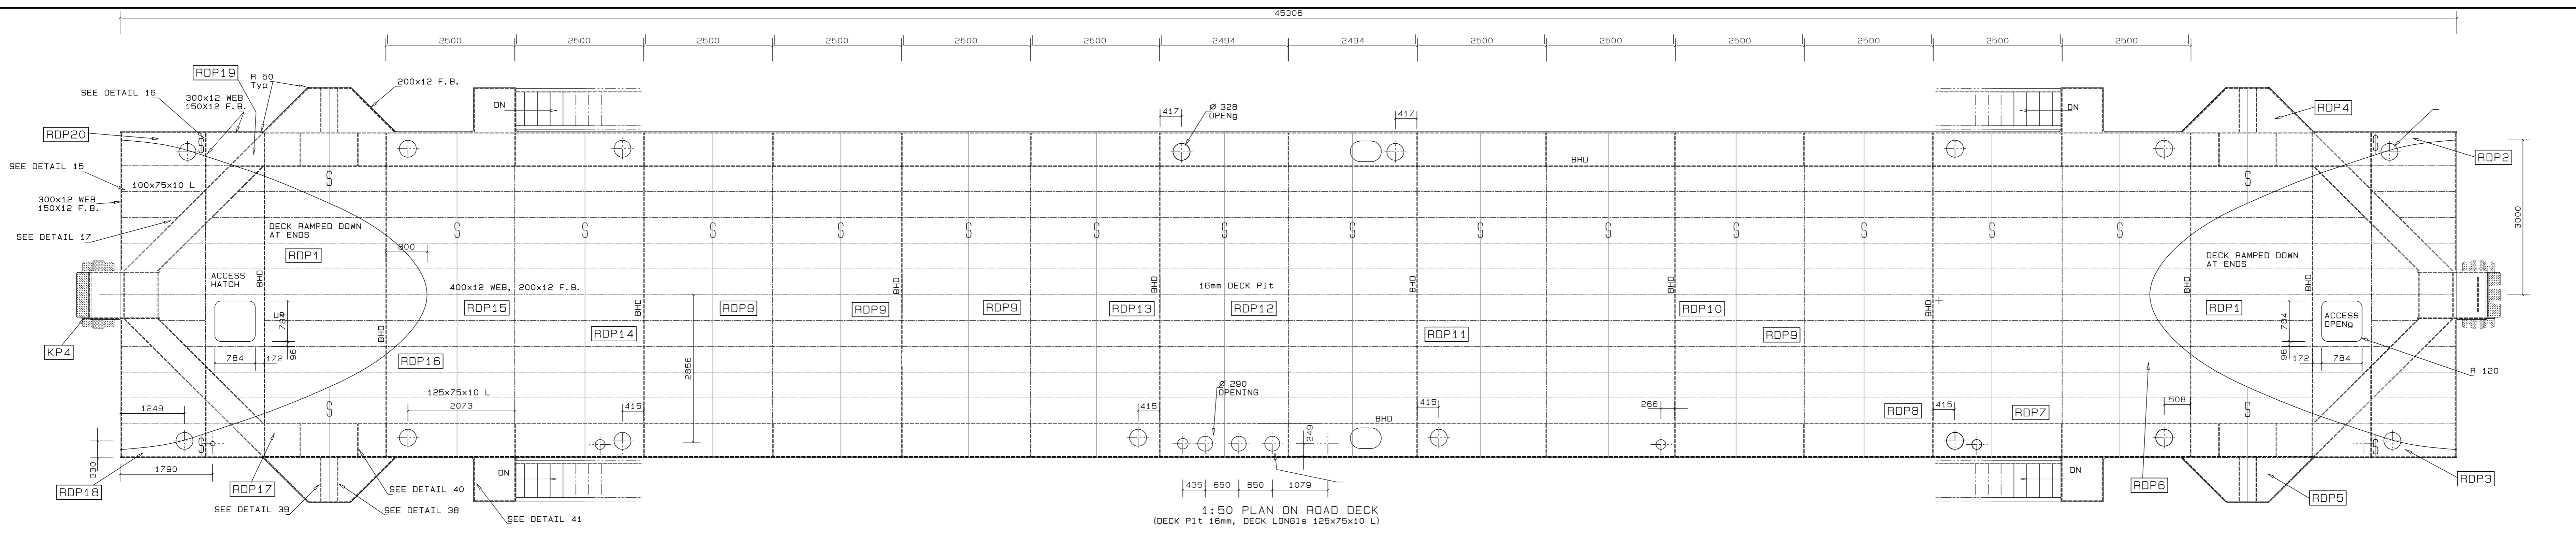 45306
2500 2500 2500 2500 2500 2500 2494 2494 2500 2500 2500 2500 2500 2500
RDP19
R 50
Typ
200x12 F.B.
SEE DETAIL 16
300x12 WEB
150X12 F.B.
DN
417
Ø 328
OPENg
417
DN
RDP4
RDP20
S
BHD
S
RDP2
SEE DETAIL 15
100x75x10 L
S
S
300x12 WEB
150X12 F.B.
3000
SEE DETAIL 17
DECK RAMPED DOWN
AT ENDS
S S S S S S S S S S S S S
800
RDP1
DECK RAMPED DOWN
AT ENDS
ACCESS
HATCH
BHD
400x12 WEB, 200x12 F.B.
BHD
BHD
16mm DECK Plt
BHD
BHD
BHD
BHD
UP
784
BHD
RDP15
BHD
RDP9
RDP9
RDP9
RDP13
RDP12
RDP10
BHD
RDP1
784
ACCESS
OPENg
RDP14
RDP11
RDP9
KP4
784
172
96
RDP16
2856
96
172
784
RDP6
R 120
Ø 290
OPENING
125x75x10 L
1249
S
2073
415
415
415
266
RDP8
415
RDP7
508
S
BHD
249
S
S
330
1790
RDP17
DN
DN
RDP3
RDP18
SEE DETAIL 40
435 650 650 1079
RDP5
SEE DETAIL 39
SEE DETAIL 38
SEE DETAIL 41
1:50 PLAN ON ROAD DECK
(DECK Plt 16mm, DECK LONGls 125x75x10 L)